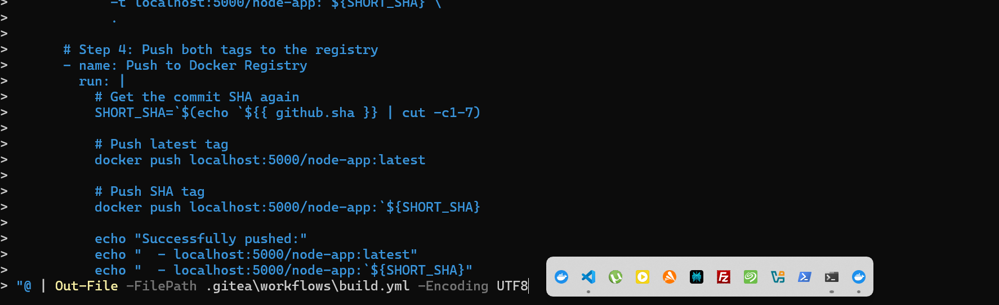 >             -t localhost:5000/node-app:`${SHORT_SHA} \
>             .
>
>       # Step 4: Push both tags to the registry
>       - name: Push to Docker Registry
>         run: |
>           # Get the commit SHA again
>           SHORT_SHA=`$(echo `${{ github.sha }} | cut -c1-7)
>
>           # Push latest tag
>           docker push localhost:5000/node-app:latest
>
>           # Push SHA tag
>           docker push localhost:5000/node-app:`${SHORT_SHA}
>
>           echo "Successfully pushed:"
>           echo "  - localhost:5000/node-app:latest"
>           echo "  - localhost:5000/node-app:`${SHORT_SHA}"
> "@ | Out-File -FilePath .gitea\workflows\build.yml -Encoding UTF8